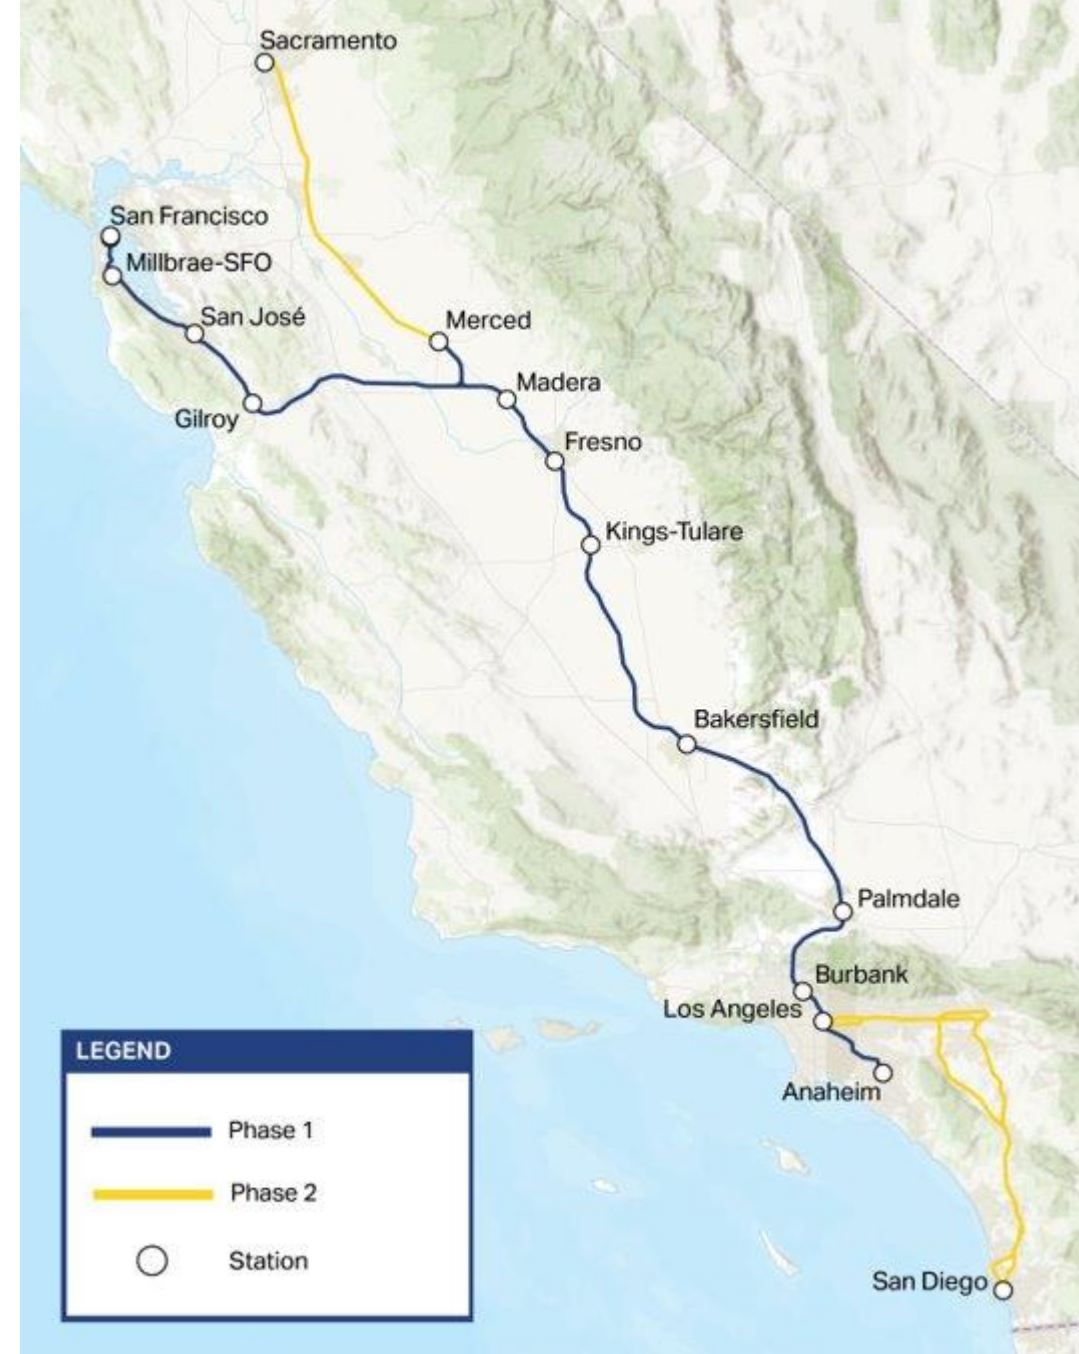 Sacramento
San Francisco
Millbrae-SFO
San José
Merced
Madera
Gilroy
Fresno
Kings-Tulare
Bakersfield
Palmdale
Burbank
Los Angeles
Anaheim
San Diego
LEGEND
Phase 1
Phase 2
Station